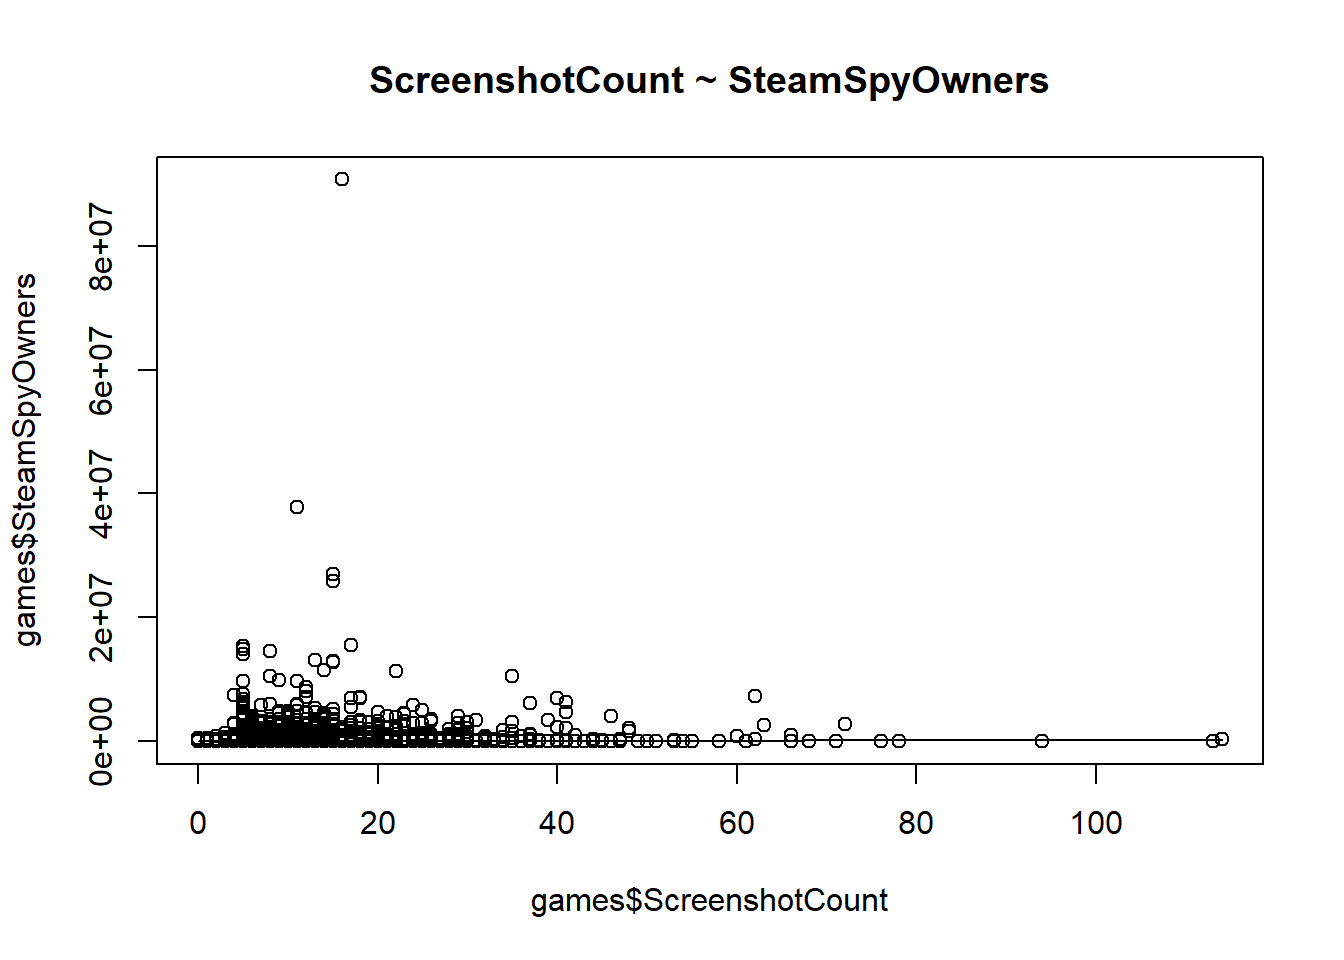 ScreenshotCount ~ SteamSpyOwners
games$SteamSpyOwners
8e+07
6e+07
4e+07
2e+07
0e+00
0 20 40 60 80 100
games$ScreenshotCount